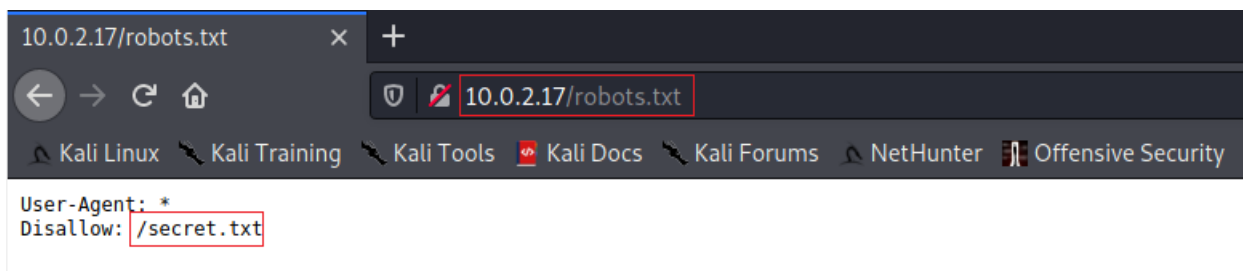 10.0.2.17/robots.txt
10.0.2.17/robots.txt
Kali Linux Kali Training Kali Tools Kali Docs Kali Forums NetHunter Offensive Security
User-Agent: *
Disallow: /secret.txt